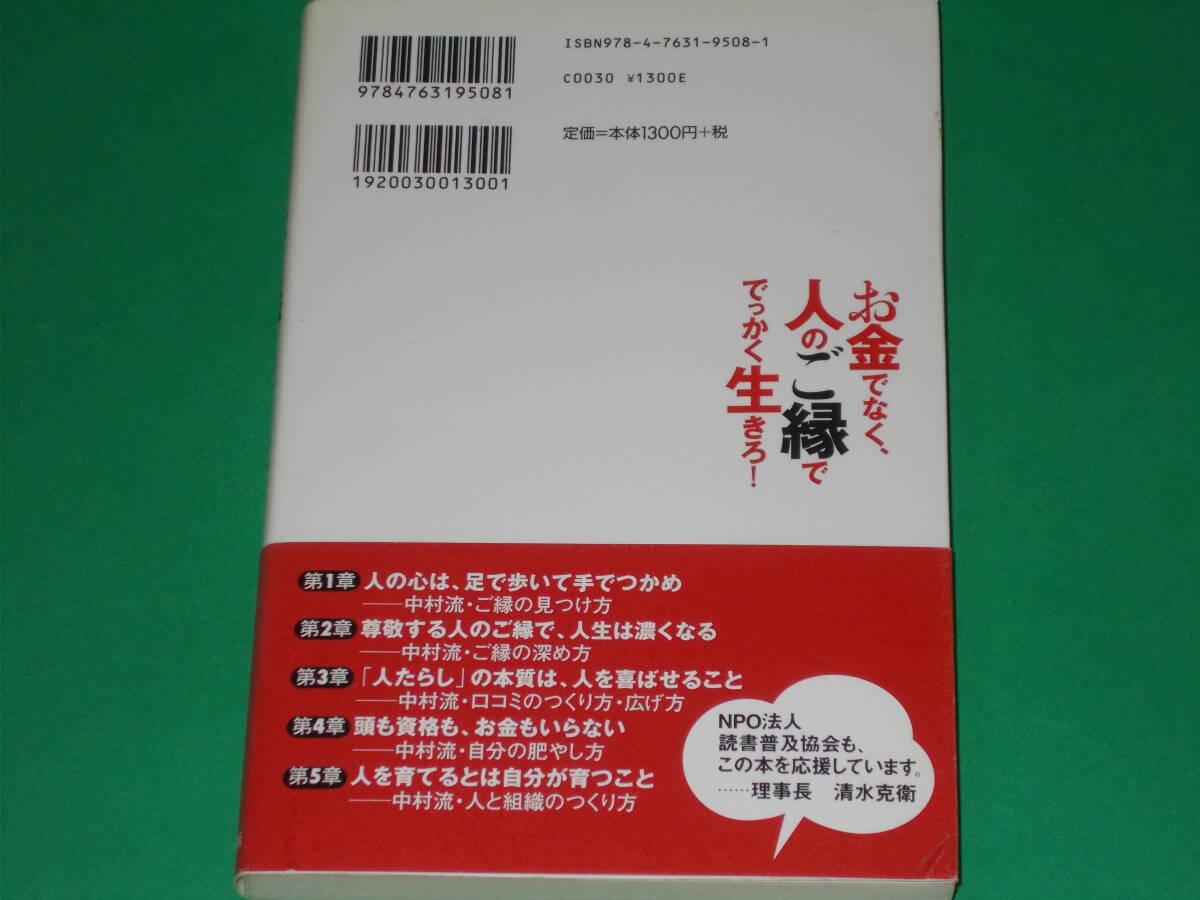 ISBN978-4-7631-9508-1
C0030 ¥1300E
9784763195081
定価=本体1300円+税
1920030013001
お金でなく、
人のご縁で
でっかく生きろ!
第1章 人の心は、足で歩いて手でつかめ
――中村流・ご縁の見つけ方
第2章 尊敬する人のご縁で、人生は濃くなる
――中村流・ご縁の深め方
第3章 「人たらし」の本質は、人を喜ばせること
――中村流・口コミのつくり方・広げ方
第4章 頭も資格も、お金もいらない
――中村流・自分の肥やし方
第5章 人を育てるとは自分が育つこと
――中村流・人と組織のつくり方
NPO法人
読書普及協会も、
この本を応援しています。
……理事長 清水克衛